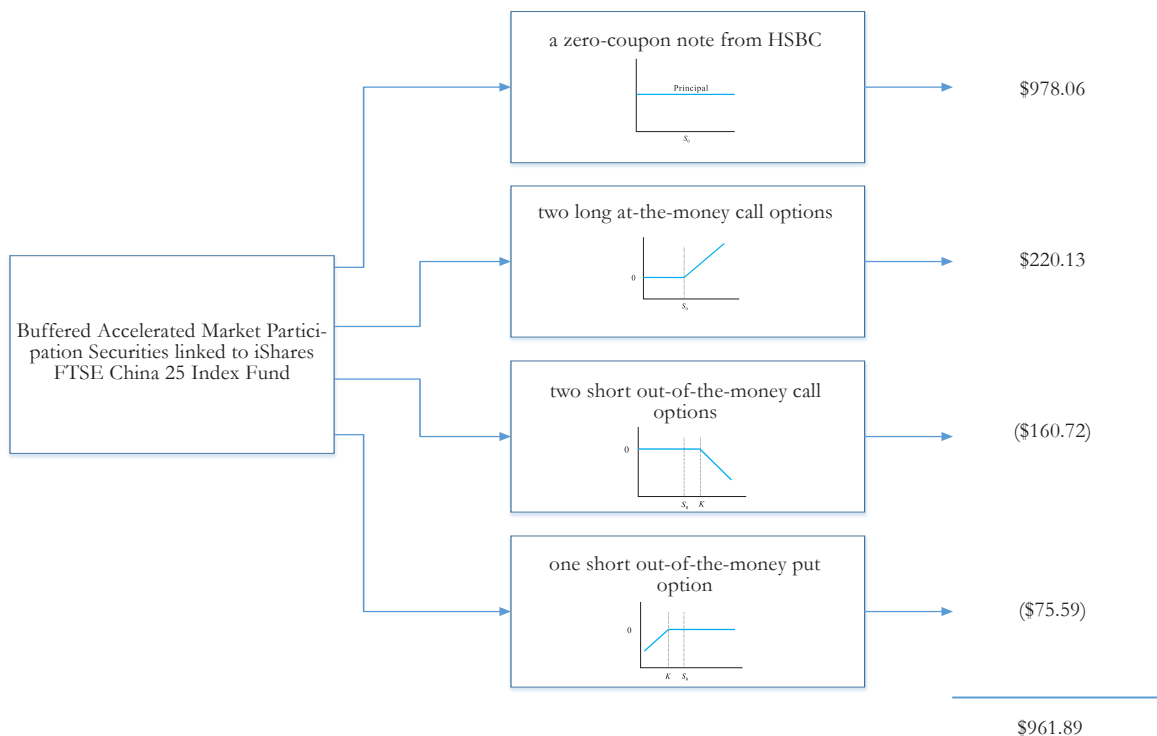 a zero-coupon note from HSBC
Principal
S0
$978.06
two long at-the-money call options
0
S0
$220.13
Buffered Accelerated Market Partici-
pation Securities linked to iShares
FTSE China 25 Index Fund
two short out-of-the-money call
options
0
S0 K
($160.72)
one short out-of-the-money put
option
0
K S0
($75.59)
$961.89